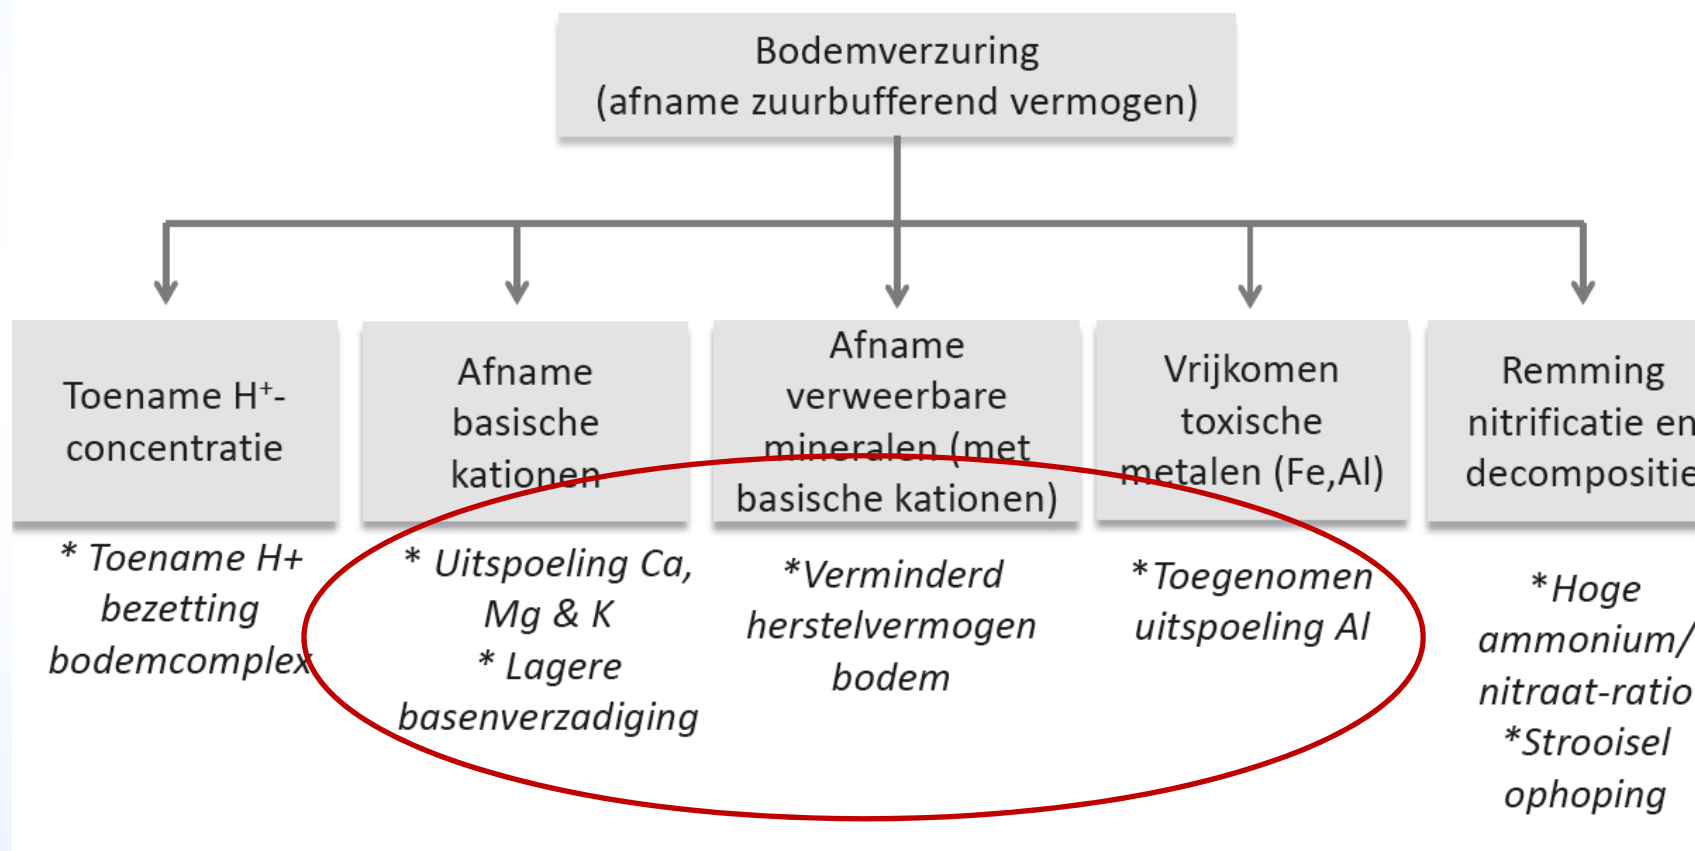 Bodemverzuring
(afname zuurbufferend vermogen)
Toename H⁺-
concentratie
* Toename H+
bezetting
bodemcomplex
Afname
basische
kationen
* Uitspoeling Ca,
Mg & K
* Lagere
basenverzadiging
Afname
verweerbare
mineralen (met
basische kationen)
*Verminderd
herstelvermogen
bodem
Vrijkomen
toxische
metalen (Fe,Al)
*Toegenomen
uitspoeling Al
Remming
nitrificatie en
decompositie
*Hoge
ammonium/
nitraat-ratio
*Strooisel
ophoping